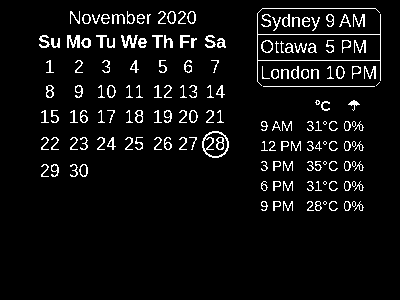 November 2020
Su Mo Tu We Th Fr Sa
1 2 3 4 5 6 7
8 9 10 11 12 13 14
15 16 17 18 19 20 21
22 23 24 25 26 27 28
29 30
Sydney 9 AM
Ottawa 5 PM
London 10 PM
°C
9 AM 31°C 0%
12 PM 34°C 0%
3 PM 35°C 0%
6 PM 31°C 0%
9 PM 28°C 0%